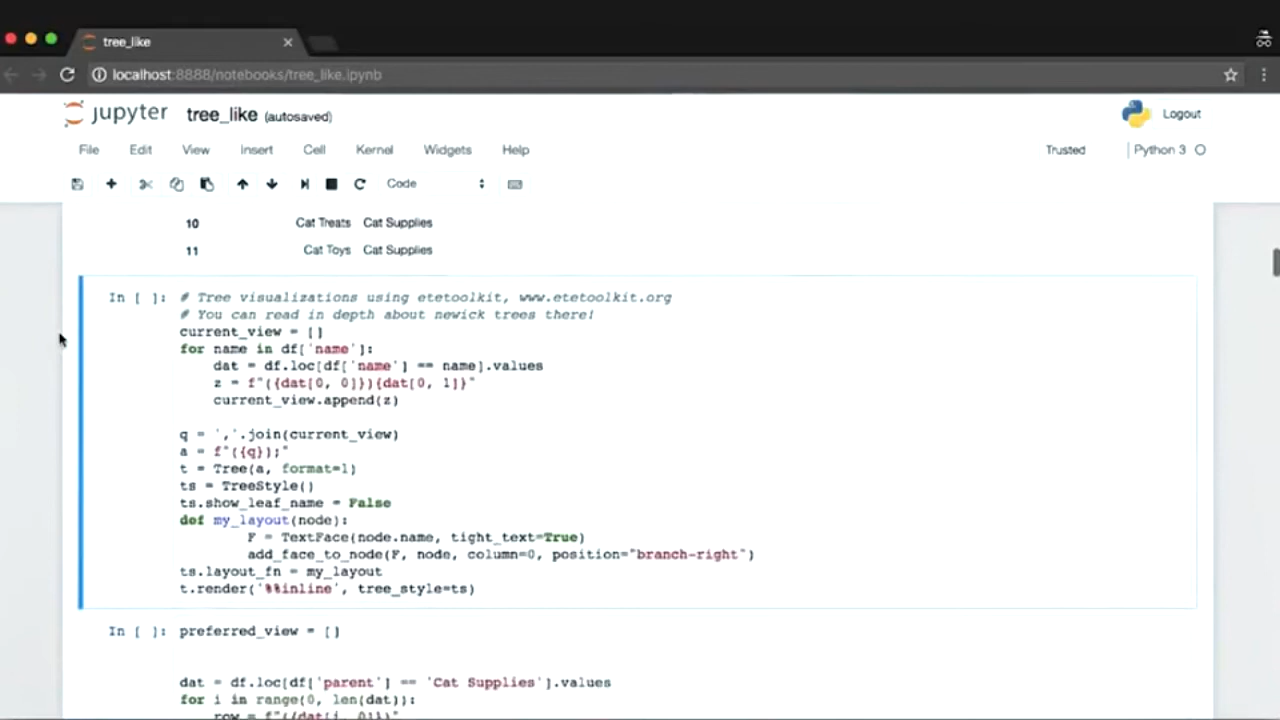 tree_like
localhost:8888/notebooks/tree_like.ipynb
jupyter tree_like (autosaved)
Logout
File Edit View Insert Cell Kernel Widgets Help
Trusted
Python 3
Code
10 Cat Treats Cat Supplies
11 Cat Toys Cat Supplies
In [ ]: # Tree visualizations using etetoolkit, www.etetoolkit.org
# You can read in depth about newick trees there!
current_view = []
for name in df['name']:
dat = df.loc[df['name'] == name].values
z = f"({dat[0, 0]}){dat[0, 1]}"
current_view.append(z)
q = ','.join(current_view)
a = f"({q});"
t = Tree(a, format=1)
ts = TreeStyle()
ts.show_leaf_name = False
def my_layout(node):
F = TextFace(node.name, tight_text=True)
add_face_to_node(F, node, column=0, position="branch-right")
ts.layout_fn = my_layout
t.render('%%inline', tree_style=ts)
In [ ]: preferred_view = []
dat = df.loc[df['parent'] == 'Cat Supplies'].values
for i in range(0, len(dat)):
row = f"({dat[i, 0]})"